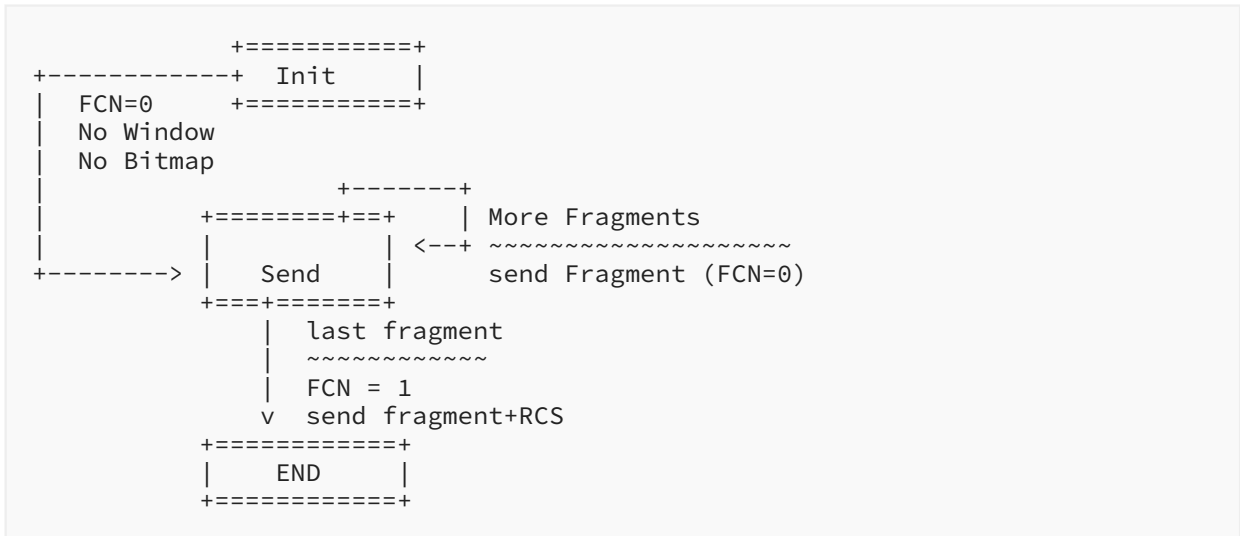 Init
FCN=0
No Window
No Bitmap
More Fragments
~~~~~~~~~~~~~~~~~~~~
Send send Fragment (FCN=0)
last fragment
~~~~~~~~~~~~
FCN = 1
send fragment+RCS
END